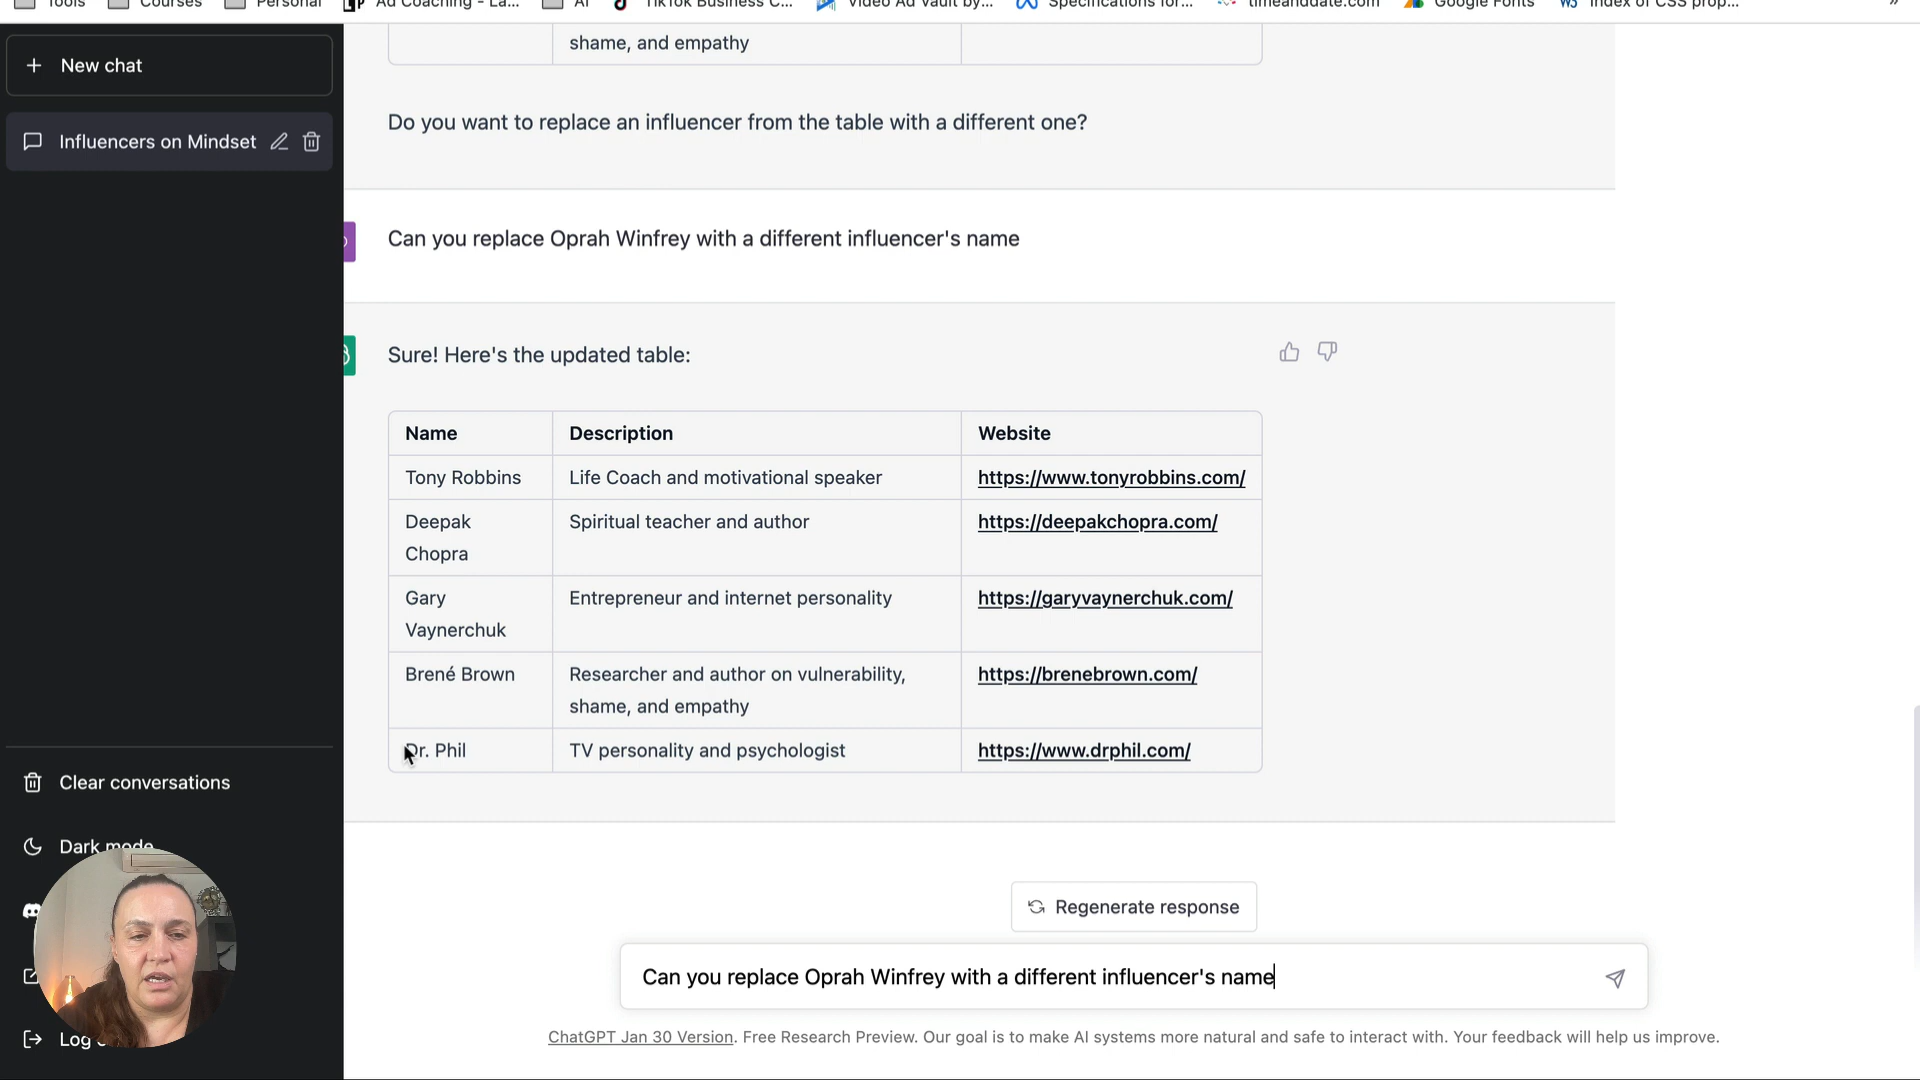 Tools Courses Personal Ad Coaching - La... AI TikTok Business C... Video Ad Vault by... Specifications for... timeanddate.com Google Fonts Index of CSS prop... »
New chat
Influencers on Mindset
Clear conversations
Dark mode
Log
shame, and empathy
Do you want to replace an influencer from the table with a different one?
Can you replace Oprah Winfrey with a different influencer's name
Sure! Here's the updated table:
Name Description Website
Tony Robbins Life Coach and motivational speaker https://www.tonyrobbins.com/
Deepak Spiritual teacher and author https://deepakchopra.com/
Chopra
Gary Entrepreneur and internet personality https://garyvaynerchuk.com/
Vaynerchuk
Brené Brown Researcher and author on vulnerability, https://brenebrown.com/
shame, and empathy
Dr. Phil TV personality and psychologist https://www.drphil.com/
Regenerate response
Can you replace Oprah Winfrey with a different influencer's name
ChatGPT Jan 30 Version. Free Research Preview. Our goal is to make AI systems more natural and safe to interact with. Your feedback will help us improve.